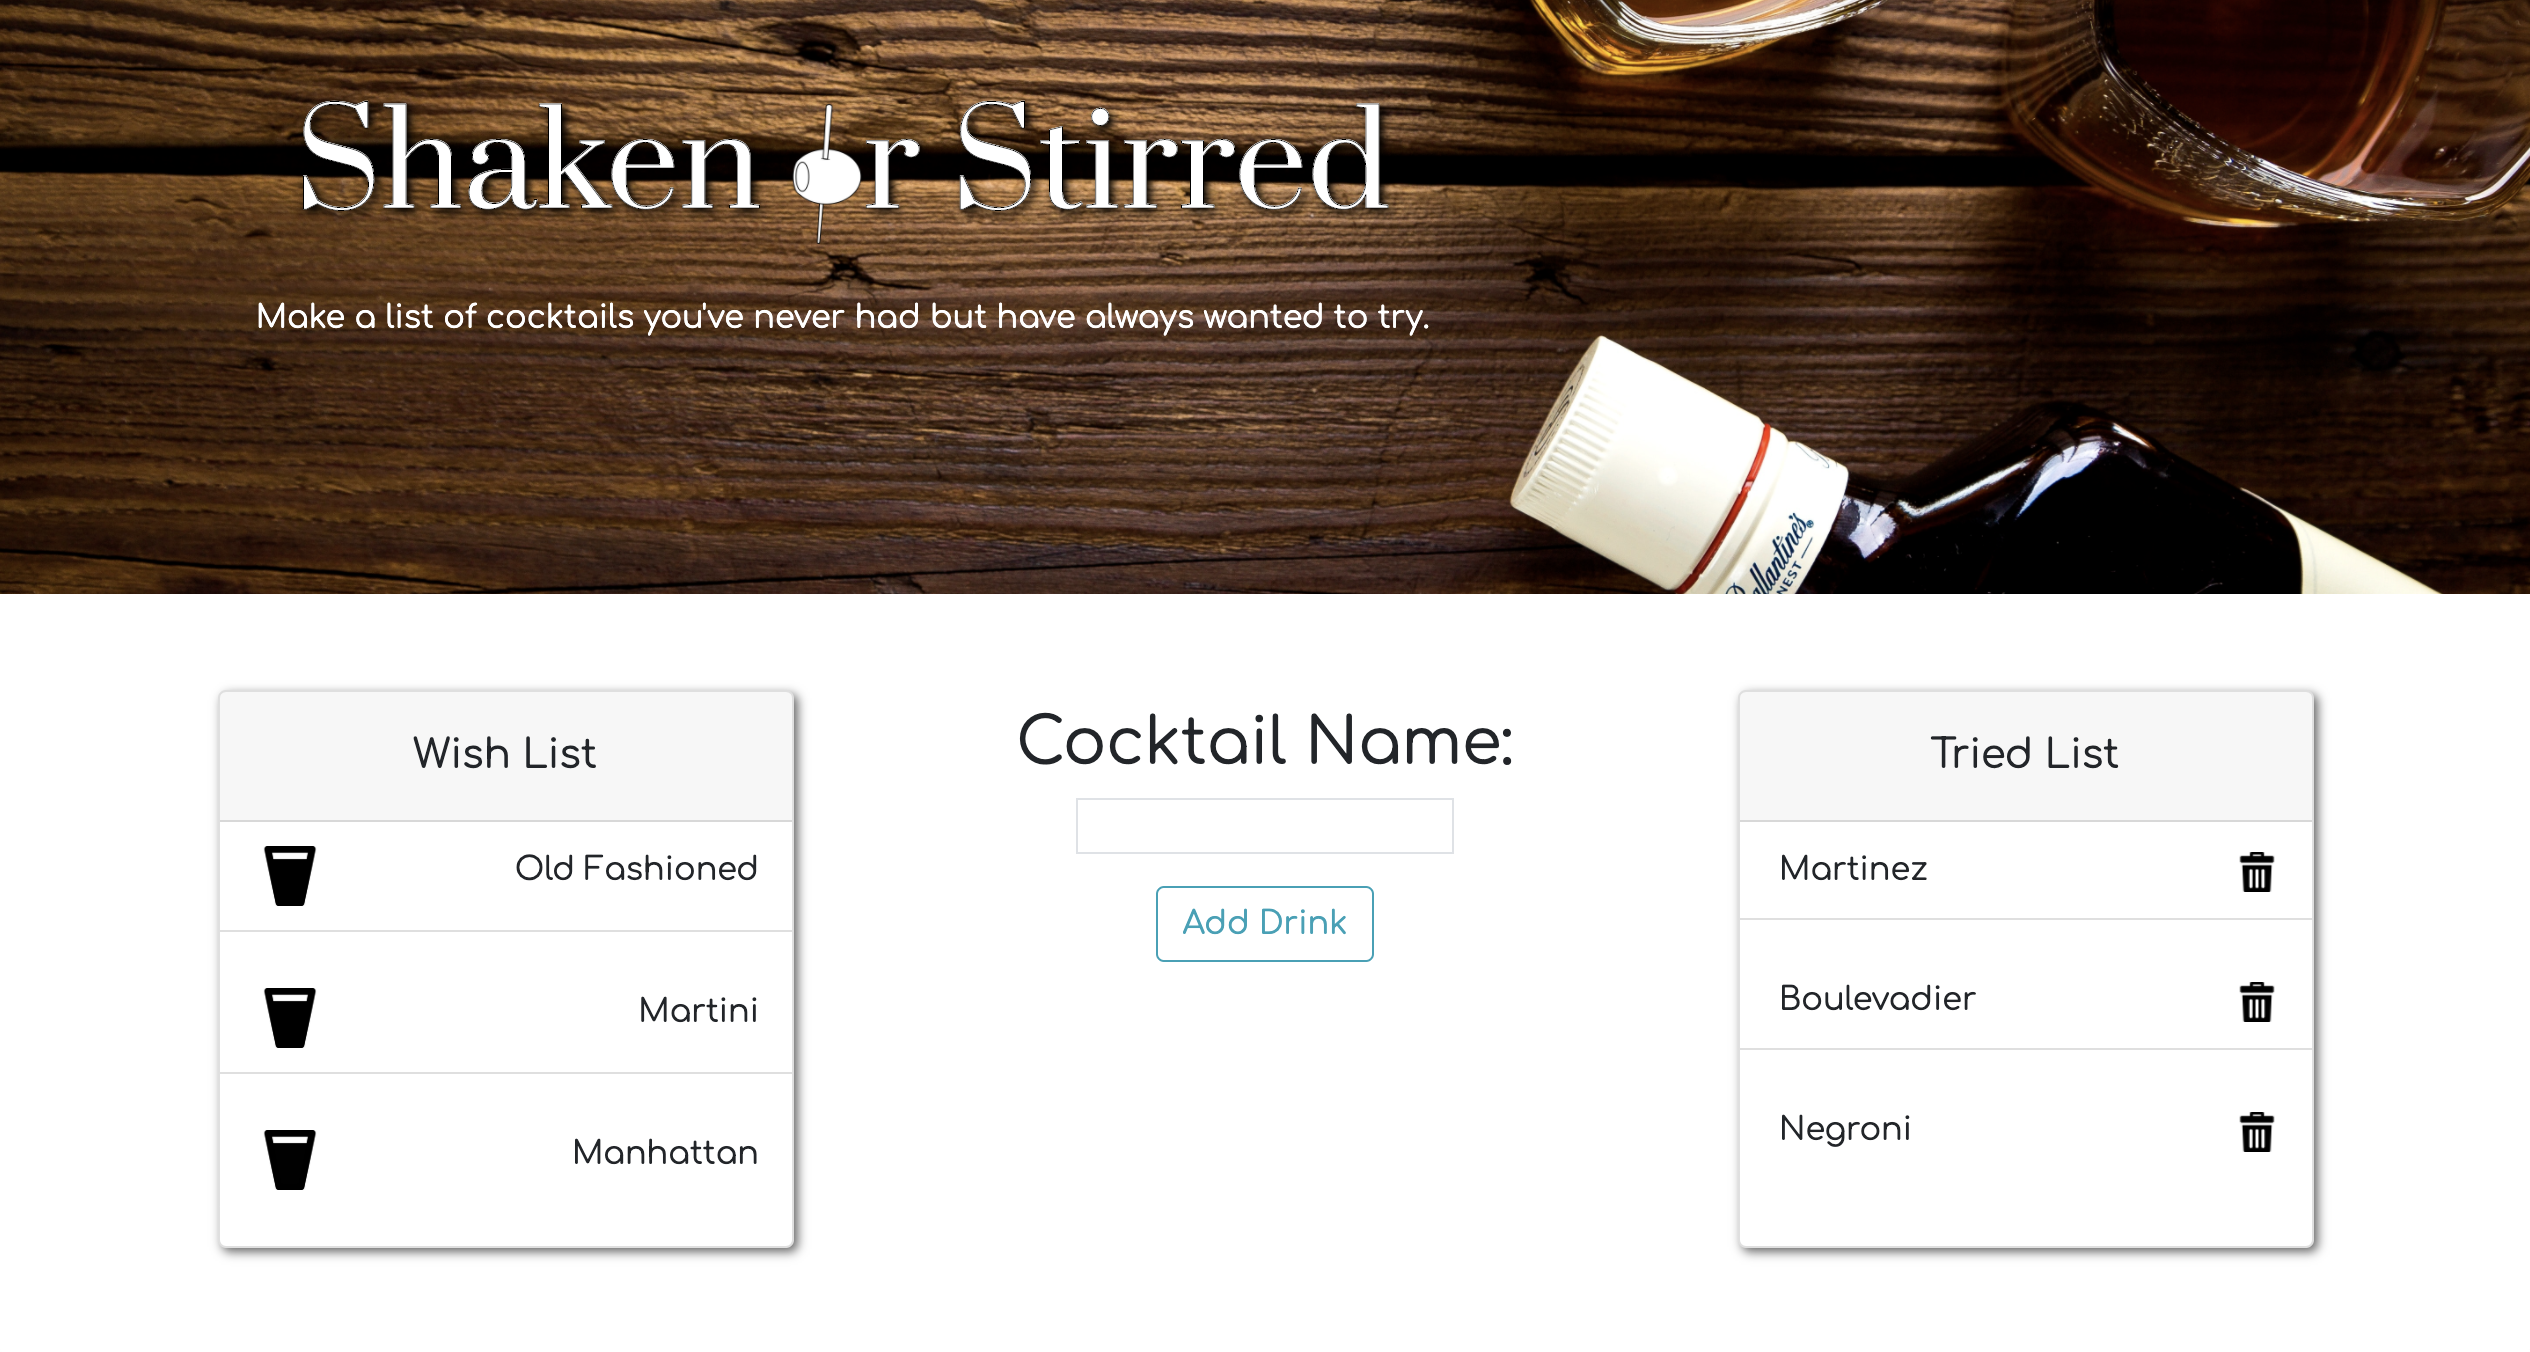 Shaken or Stirred
Make a list of cocktails you've never had but have always wanted to try.
Ballantine's®
Wish List
Old Fashioned
Martini
Manhattan
Cocktail Name:
Add Drink
Tried List
Martinez
Boulevadier
Negroni